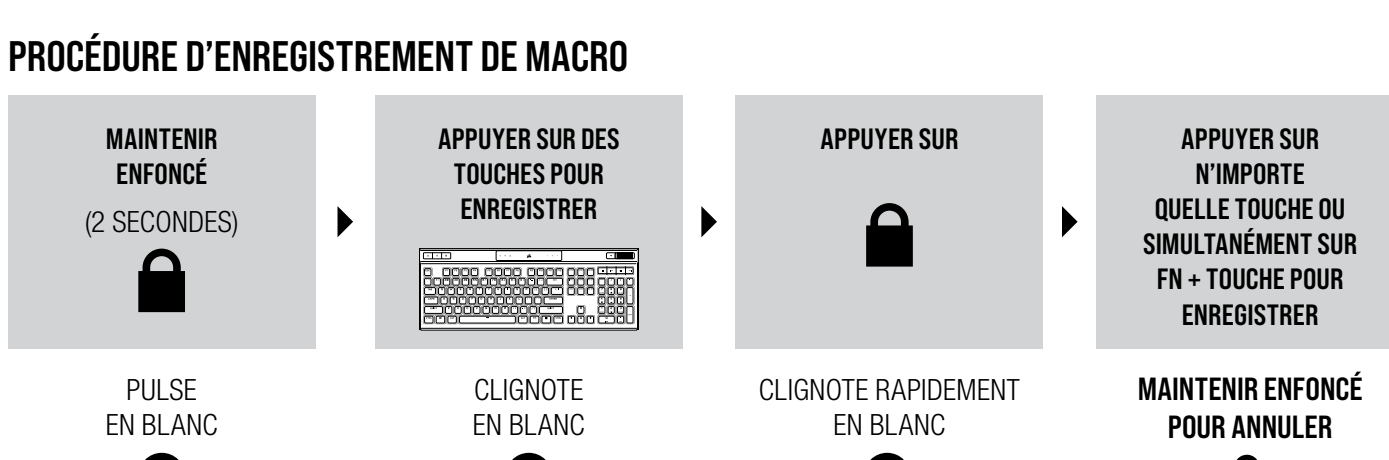 PROCÉDURE D'ENREGISTREMENT DE MACRO
MAINTENIR
ENFONCÉ
(2 SECONDES)
APPUYER SUR DES
TOUCHES POUR
ENREGISTRER
APPUYER SUR
APPUYER SUR
N'IMPORTE
QUELLE TOUCHE OU
SIMULTANÉMENT SUR
FN + TOUCHE POUR
ENREGISTRER
PULSE
EN BLANC
CLIGNOTE
EN BLANC
CLIGNOTE RAPIDEMENT
EN BLANC
MAINTENIR ENFONCÉ
POUR ANNULER